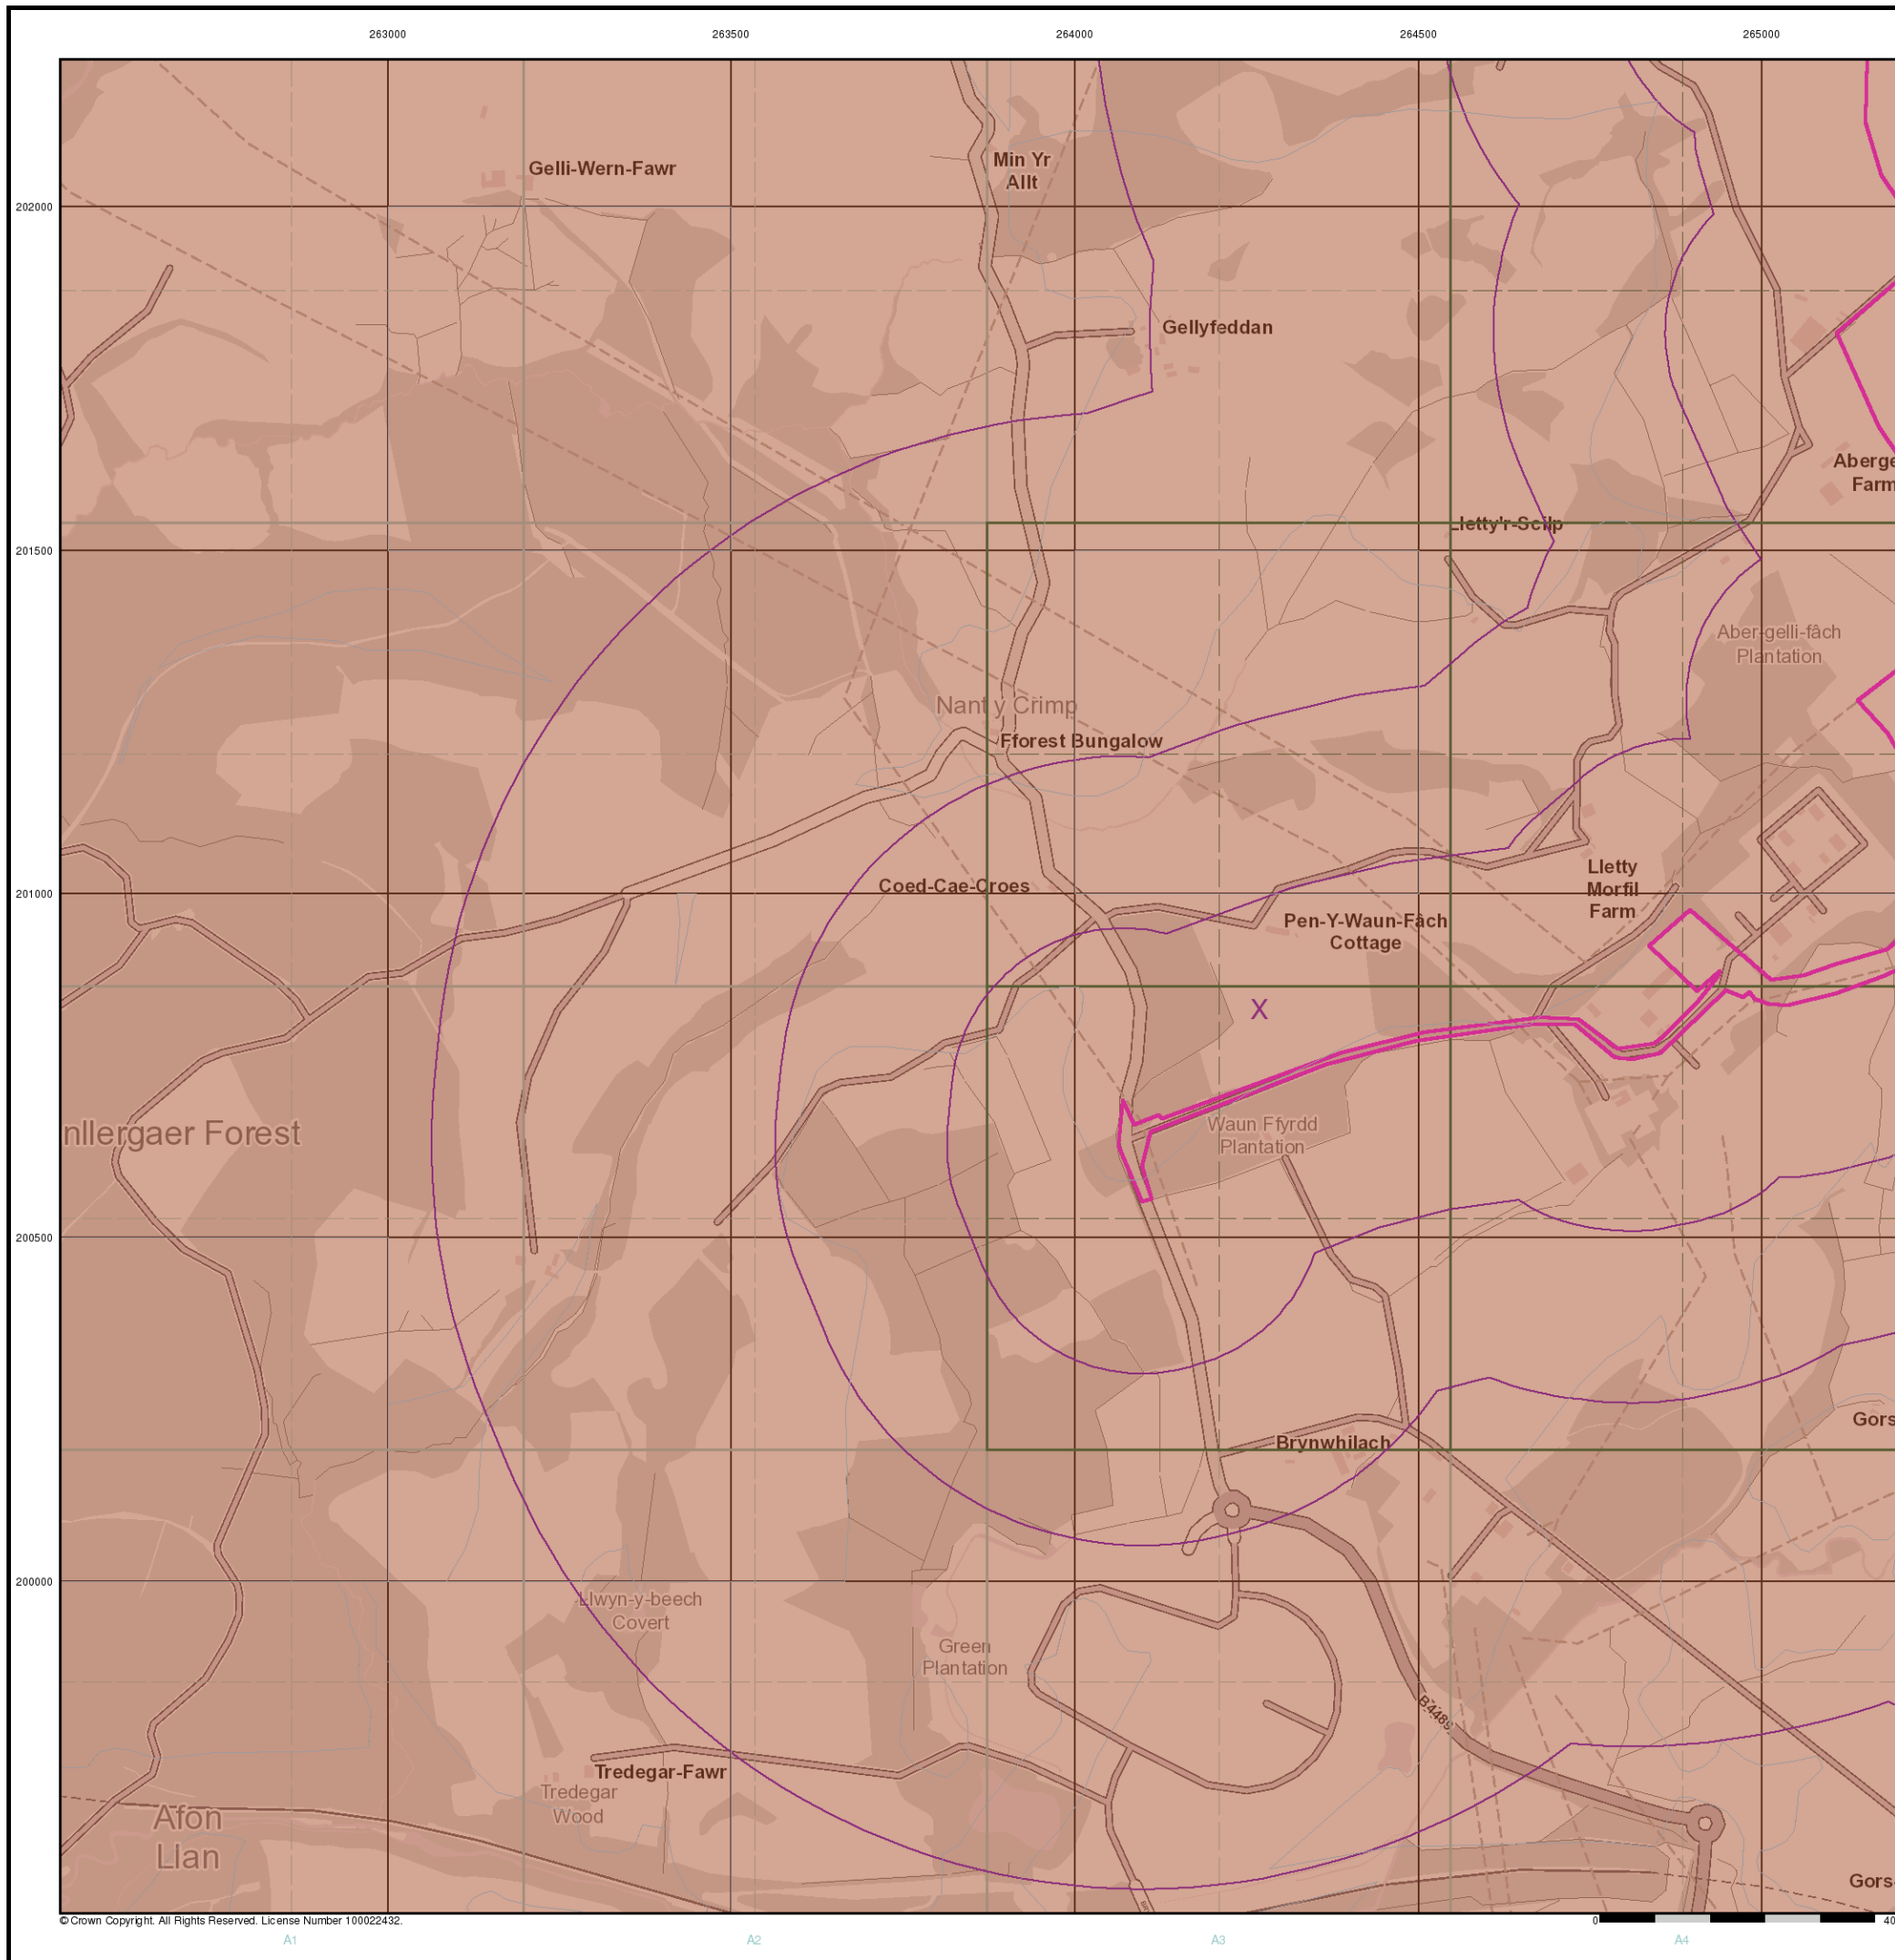 263000
263500
264000
264500
265000
Gelli-Wern-Fawr
Min Yr
Allt
202000
Gellyfeddan
Aberge
Farm
Lletty'r-Scilp
201500
Aber-gelli-fâch
Plantation
Nant y Crimp
Fforest Bungalow
Lletty
Morfil
Farm
Coed-Cae-Croes
201000
Pen-Y-Waun-Fâch
Cottage
X
nllergaer Forest
Waun Ffyrdd
Plantation
200500
Gors
Brynwhilach
200000
Llwyn-y-beech
Covert
Green
Plantation
B4489
Tredegar-Fawr
Tredegar
Wood
Afon
Llan
Gors
© Crown Copyright. All Rights Reserved. License Number 100022432.
0
40
A1
A2
A3
A4